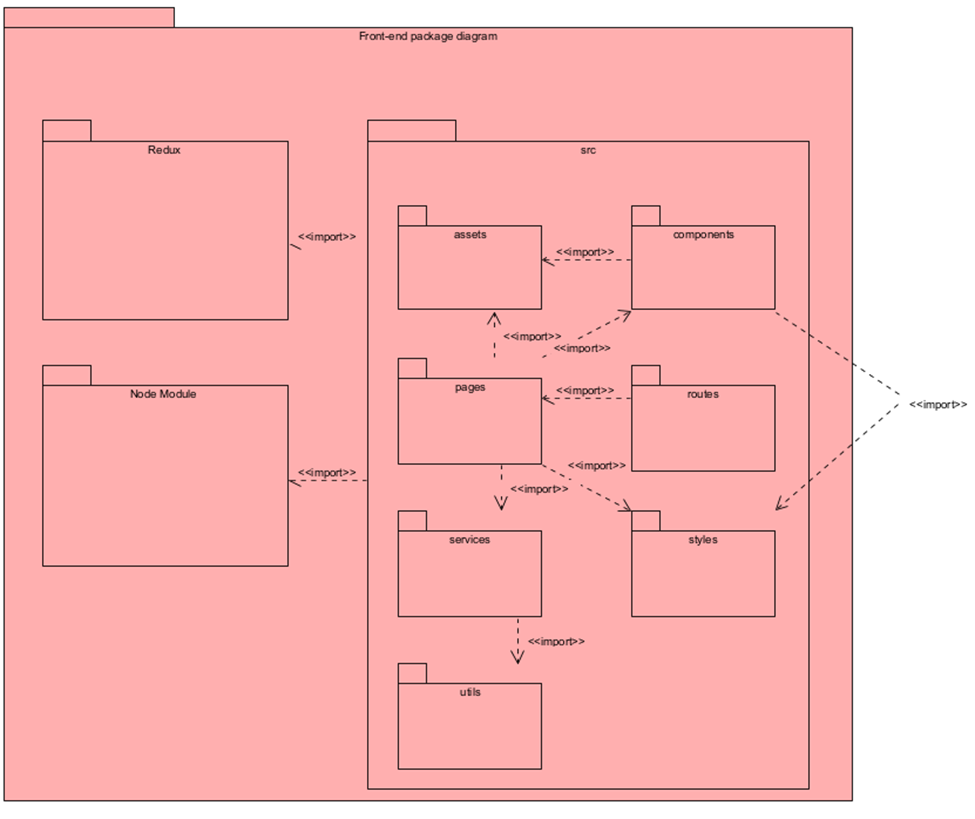 Front-end package diagram
Redux
src
<<import>>
assets
components
<<import>>
<<import>>
<<import>>
Node Module
pages
<<import>>
routes
<<import>>
<<import>>
<<import>>
<<import>>
services
styles
<<import>>
utils